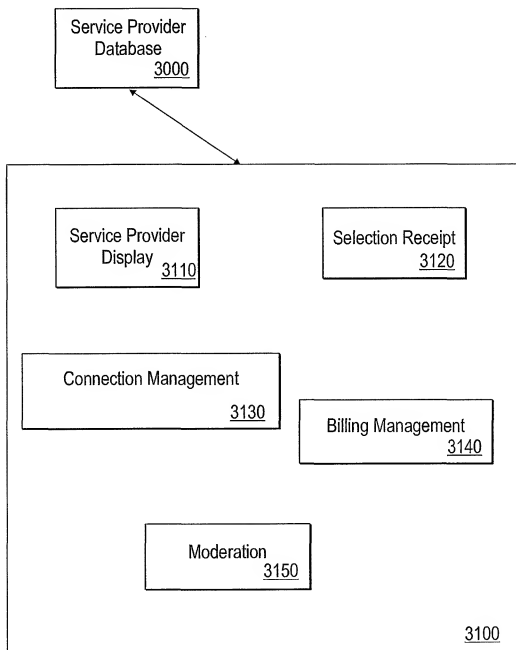 Service Provider
Database
3000
Service Provider
Display
3110
Selection Receipt
3120
Connection Management
3130
Billing Management
3140
Moderation
3150
3100